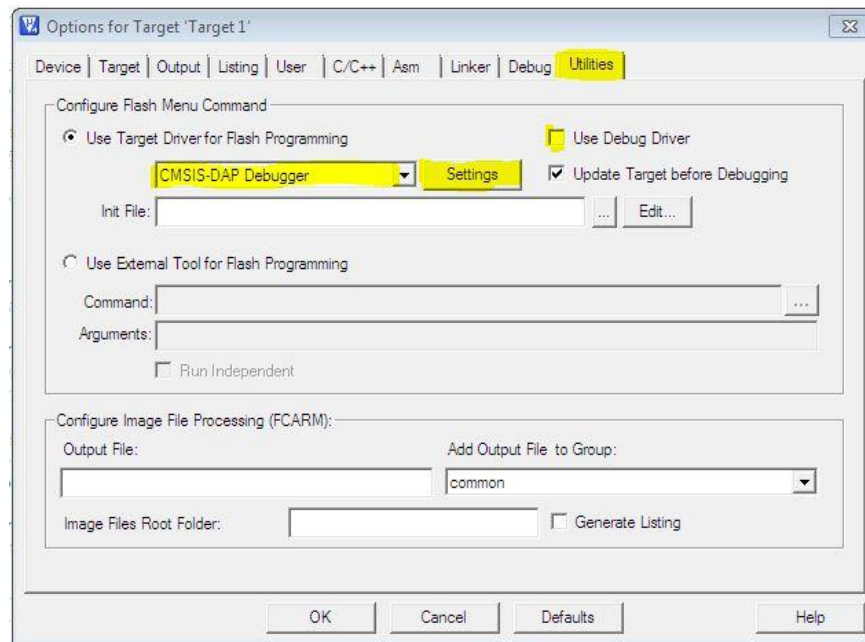 Options for Target 'Target 1'
Device Target Output Listing User C/C++ Asm Linker Debug Utilities
Configure Flash Menu Command
Use Target Driver for Flash Programming Use Debug Driver
CMSIS-DAP Debugger Settings Update Target before Debugging
Init File: ... Edit...
Use External Tool for Flash Programming
Command: ...
Arguments:
Run Independent
Configure Image File Processing (FCARM):
Output File: Add Output File to Group:
common
Image Files Root Folder: Generate Listing
OK Cancel Defaults Help